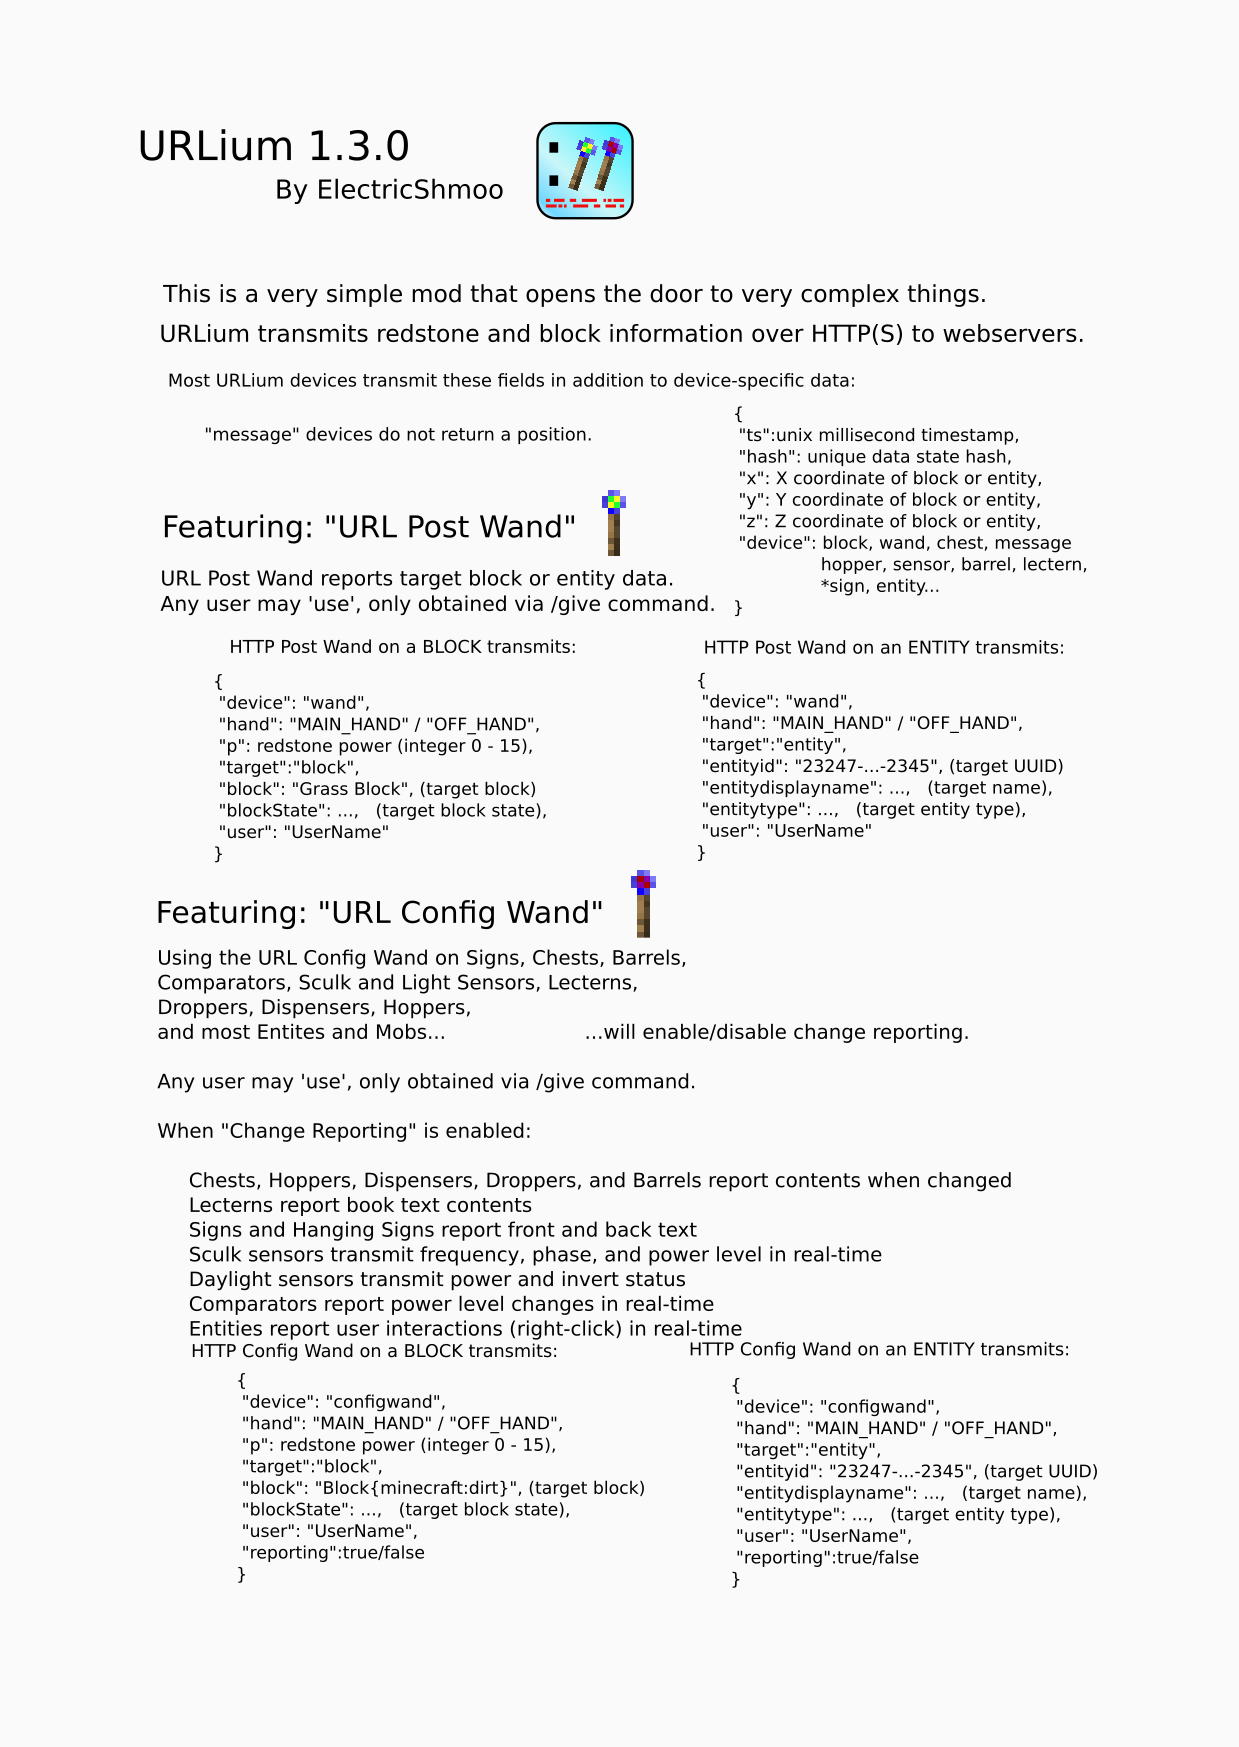 URLium 1.3.0
By ElectricShmoo
This is a very simple mod that opens the door to very complex things.
URLium transmits redstone and block information over HTTP(S) to webservers.
Most URLium devices transmit these fields in addition to device-specific data:
"message" devices do not return a position.
{
"ts":unix millisecond timestamp,
"hash": unique data state hash,
"x": X coordinate of block or entity,
"y": Y coordinate of block or entity,
"z": Z coordinate of block or entity,
"device": block, wand, chest, message
hopper, sensor, barrel, lectern,
*sign, entity...
}
Featuring: "URL Post Wand"
URL Post Wand reports target block or entity data.
Any user may 'use', only obtained via /give command.
HTTP Post Wand on a BLOCK transmits:
{
"device": "wand",
"hand": "MAIN_HAND" / "OFF_HAND",
"p": redstone power (integer 0 - 15),
"target":"block",
"block": "Grass Block", (target block)
"blockState": ...,   (target block state),
"user": "UserName"
}
HTTP Post Wand on an ENTITY transmits:
{
"device": "wand",
"hand": "MAIN_HAND" / "OFF_HAND",
"target":"entity",
"entityid": "23247-...-2345", (target UUID)
"entitydisplayname": ...,   (target name),
"entitytype": ...,   (target entity type),
"user": "UserName"
}
Featuring: "URL Config Wand"
Using the URL Config Wand on Signs, Chests, Barrels,
Comparators, Sculk and Light Sensors, Lecterns,
Droppers, Dispensers, Hoppers,
and most Entites and Mobs...   ...will enable/disable change reporting.
Any user may 'use', only obtained via /give command.
When "Change Reporting" is enabled:
Chests, Hoppers, Dispensers, Droppers, and Barrels report contents when changed
Lecterns report book text contents
Signs and Hanging Signs report front and back text
Sculk sensors transmit frequency, phase, and power level in real-time
Daylight sensors transmit power and invert status
Comparators report power level changes in real-time
Entities report user interactions (right-click) in real-time
HTTP Config Wand on a BLOCK transmits:
{
"device": "configwand",
"hand": "MAIN_HAND" / "OFF_HAND",
"p": redstone power (integer 0 - 15),
"target":"block",
"block": "Block{minecraft:dirt}", (target block)
"blockState": ...,   (target block state),
"user": "UserName",
"reporting":true/false
}
HTTP Config Wand on an ENTITY transmits:
{
"device": "configwand",
"hand": "MAIN_HAND" / "OFF_HAND",
"target":"entity",
"entityid": "23247-...-2345", (target UUID)
"entitydisplayname": ...,   (target name),
"entitytype": ...,   (target entity type),
"user": "UserName",
"reporting":true/false
}